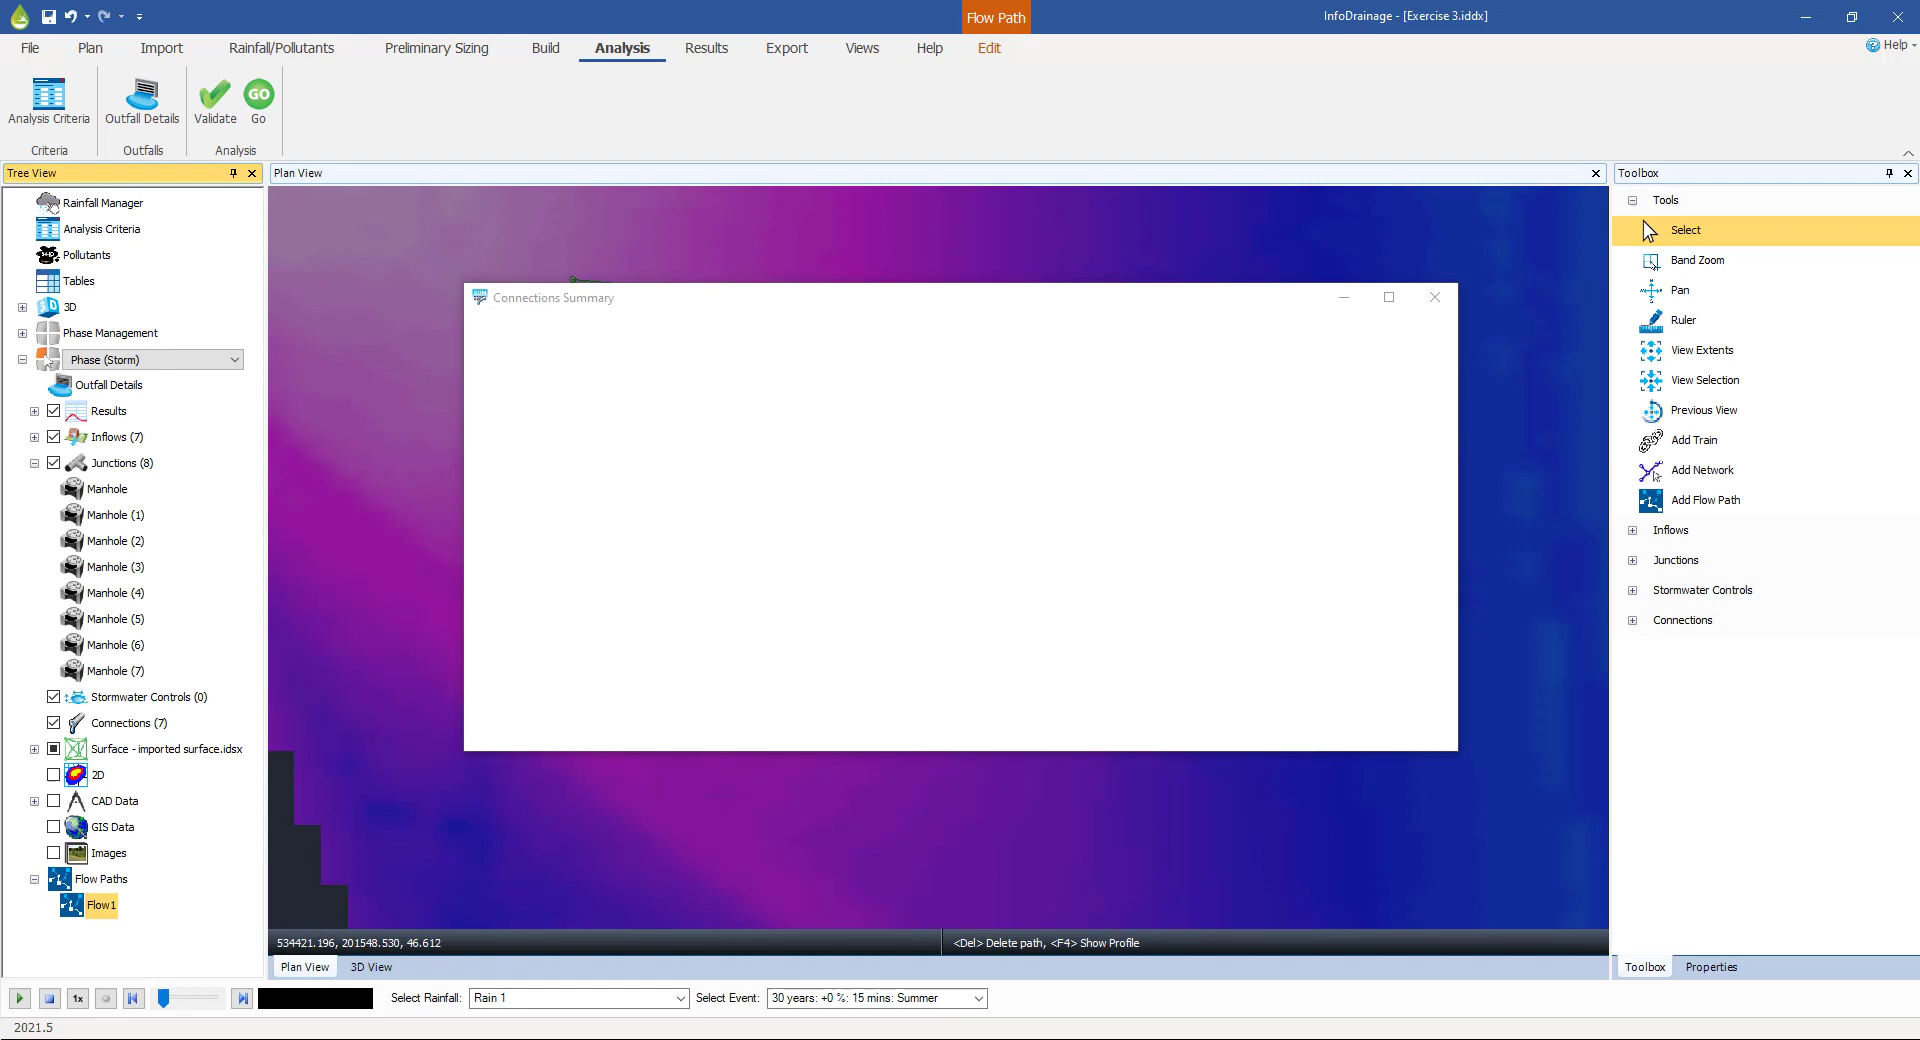 Flow Path
InfoDrainage - [Exercise 3.iddx]
File
Plan
Import
Rainfall/Pollutants
Preliminary Sizing
Build
Analysis
Results
Export
Views
Help
Edit
Help
Analysis Criteria
Outfall Details
Validate
GO
Go
Criteria
Outfalls
Analysis
Tree View
Rainfall Manager
Analysis Criteria
Pollutants
Tables
3D
3D
Phase Management
Phase (Storm)
Outfall Details
Results
Inflows (7)
Junctions (8)
Manhole
Manhole (1)
Manhole (2)
Manhole (3)
Manhole (4)
Manhole (5)
Manhole (6)
Manhole (7)
Stormwater Controls (0)
Connections (7)
Surface - imported surface.idsx
2D
CAD Data
GIS Data
Images
Flow Paths
Flow1
Plan View
Connections Summary
534421.196, 201548.530, 46.612
<Del> Delete path, <F4> Show Profile
Plan View
3D View
Toolbox
Tools
Select
Band Zoom
Pan
Ruler
View Extents
View Selection
Previous View
Add Train
Add Network
Add Flow Path
Inflows
Junctions
Stormwater Controls
Connections
Toolbox
Properties
1x
Select Rainfall:
Rain 1
Select Event:
30 years: +0 %: 15 mins: Summer
2021.5